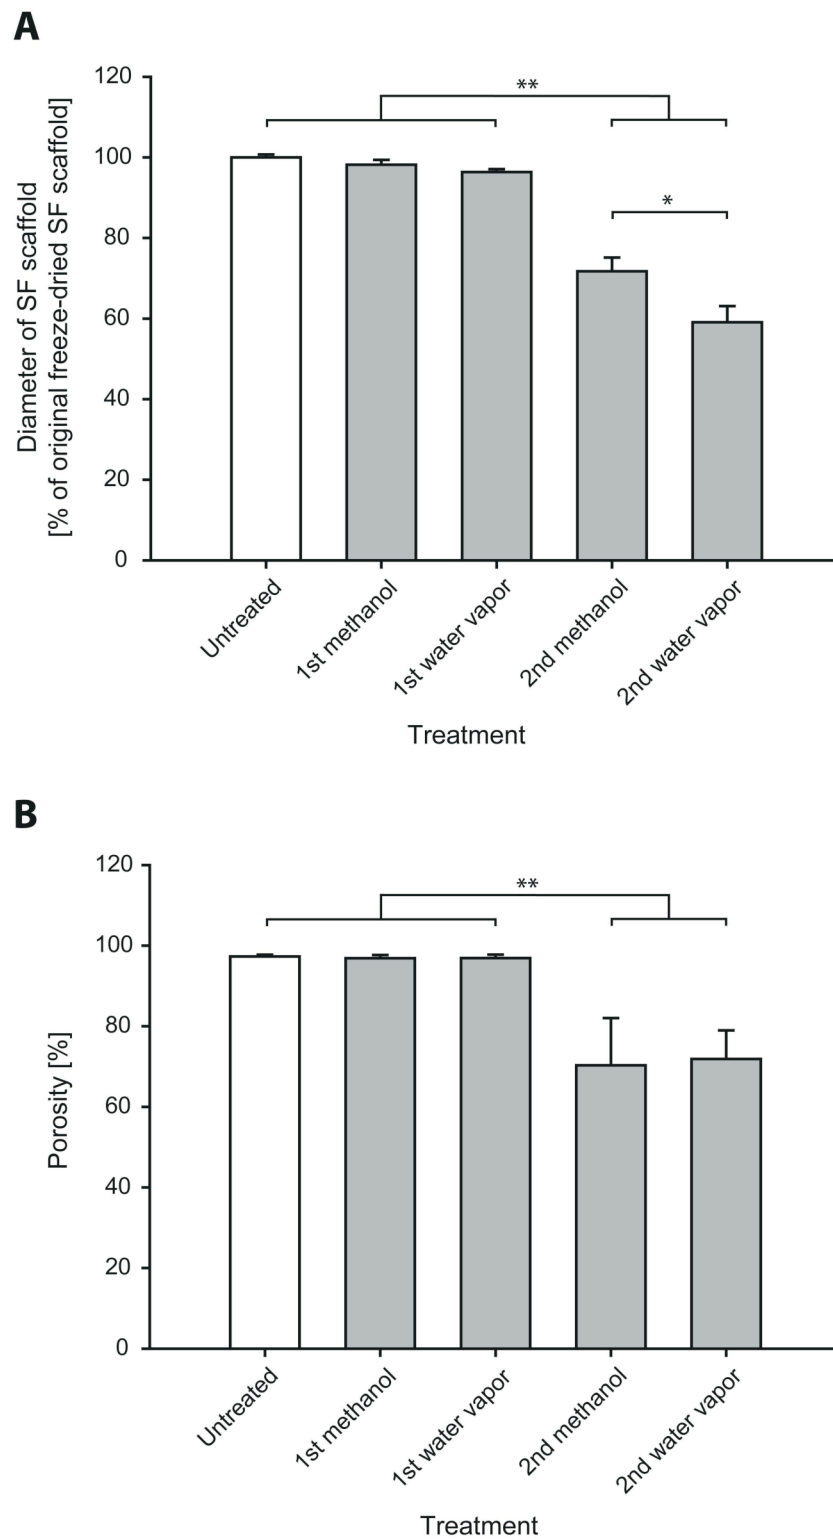 A
120
100
80
60
40
20
0
Diameter of SF scaffold
[% of original freeze-dried SF scaffold]
**
*
Untreated
1st methanol
1st water vapor
2nd methanol
2nd water vapor
Treatment
B
120
100
80
60
40
20
0
Porosity [%]
**
Untreated
1st methanol
1st water vapor
2nd methanol
2nd water vapor
Treatment